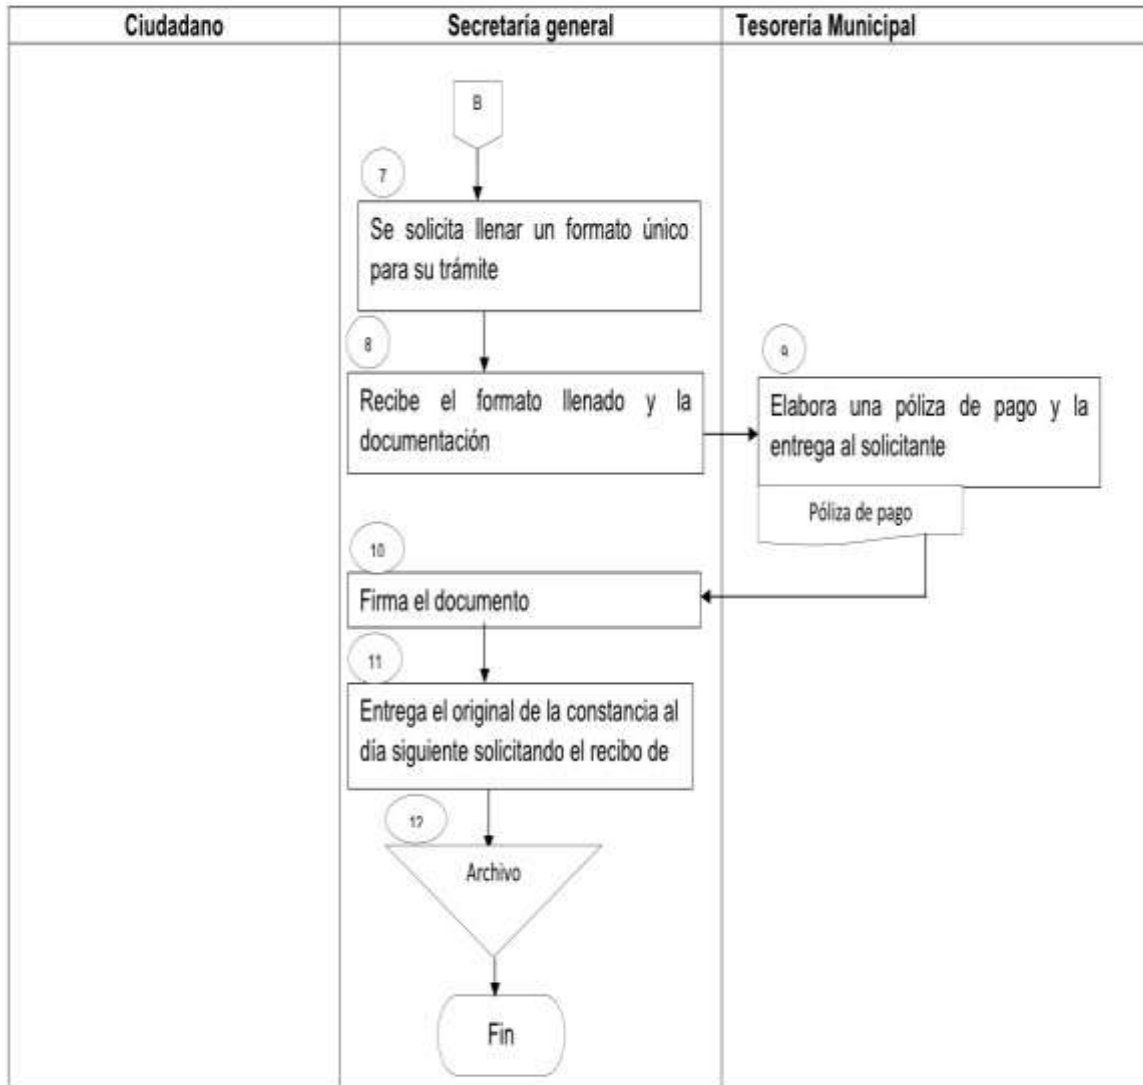 Ciudadano
Secretaría general
Tesorería Municipal
B
7
Se solicita llenar un formato único
para su trámite
8
Recibe el formato llenado y la
documentación
9
Elabora una póliza de pago y la
entrega al solicitante
Póliza de pago
10
Firma el documento
11
Entrega el original de la constancia al
día siguiente solicitando el recibo de
12
Archivo
Fin